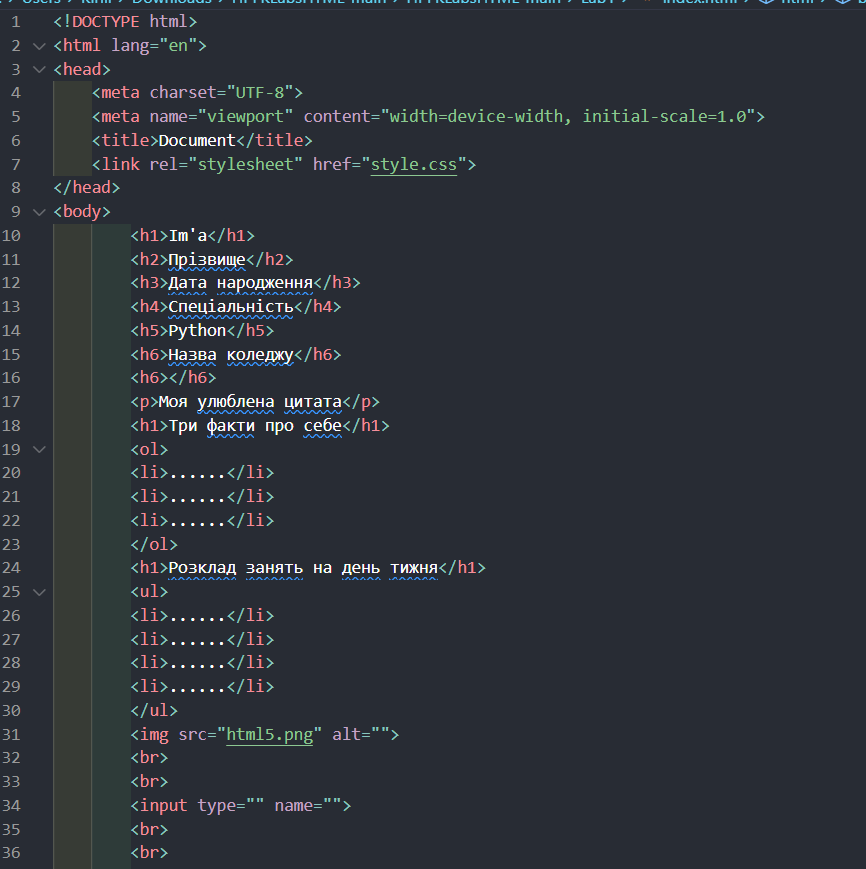 1 <!DOCTYPE html>
2 <html lang="en">
3 <head>
4 <meta charset="UTF-8">
5 <meta name="viewport" content="width=device-width, initial-scale=1.0">
6 <title>Document</title>
7 <link rel="stylesheet" href="style.css">
8 </head>
9 <body>
10 <h1>Ім'а</h1>
11 <h2>Прізвище</h2>
12 <h3>Дата народження</h3>
13 <h4>Спеціальність</h4>
14 <h5>Python</h5>
15 <h6>Назва коледжу</h6>
16 <h6></h6>
17 <p>Моя улюблена цитата</p>
18 <h1>Три факти про себе</h1>
19 <ol>
20 <li>......</li>
21 <li>......</li>
22 <li>......</li>
23 </ol>
24 <h1>Розклад занять на день тижня</h1>
25 <ul>
26 <li>......</li>
27 <li>......</li>
28 <li>......</li>
29 <li>......</li>
30 </ul>
31 <img src="html5.png" alt="">
32 <br>
33 <br>
34 <input type="" name="">
35 <br>
36 <br>